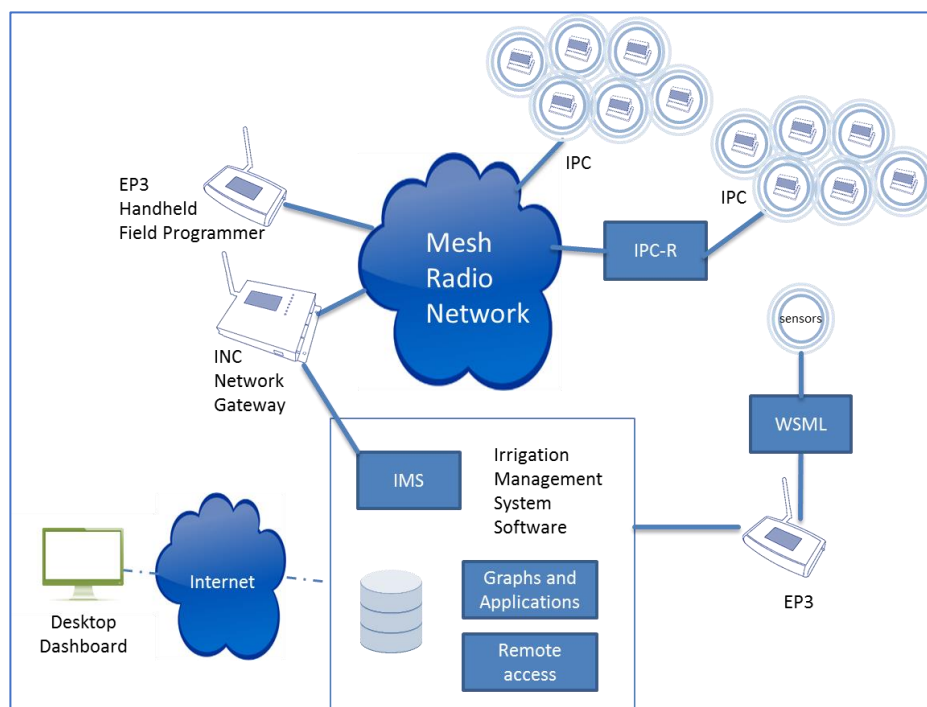 IPC
IPC
EP3
Handheld
Field Programmer
Mesh
Radio
Network
IPC-R
sensors
INC
Network
Gateway
WSML
IMS
Irrigation
Management
System
Software
Internet
Graphs and
Applications
EP3
Desktop
Dashboard
Remote
access